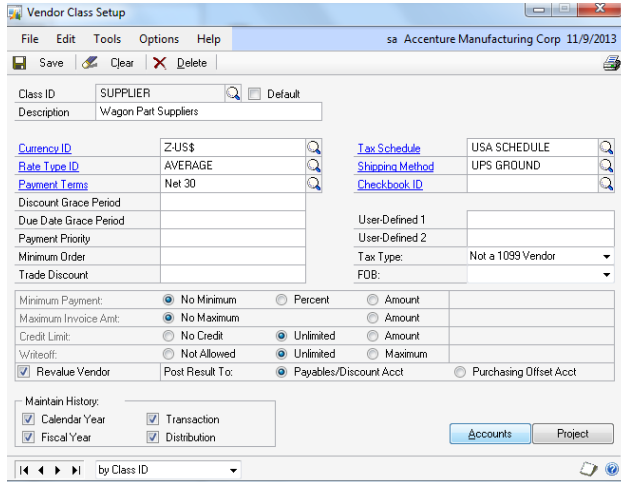 Vendor Class Setup
File Edit Tools Options Help sa Accenture Manufacturing Corp 11/9/2013
Save Clear Delete
Class ID SUPPLIER Default
Description Wagon Part Suppliers
Currency ID Z-US$ Tax Schedule USA SCHEDULE
Rate Type ID AVERAGE Shipping Method UPS GROUND
Payment Terms Net 30 Checkbook ID
Discount Grace Period
Due Date Grace Period User-Defined 1
Payment Priority User-Defined 2
Minimum Order Tax Type: Not a 1099 Vendor
Trade Discount FOB:
Minimum Payment: No Minimum Percent Amount
Maximum Invoice Amt: No Maximum Amount
Credit Limit: No Credit Unlimited Amount
Writeoff: Not Allowed Unlimited Maximum
Revalue Vendor Post Result To: Payables/Discount Acct Purchasing Offset Acct
Maintain History:
Calendar Year Transaction
Fiscal Year Distribution Accounts Project
by Class ID